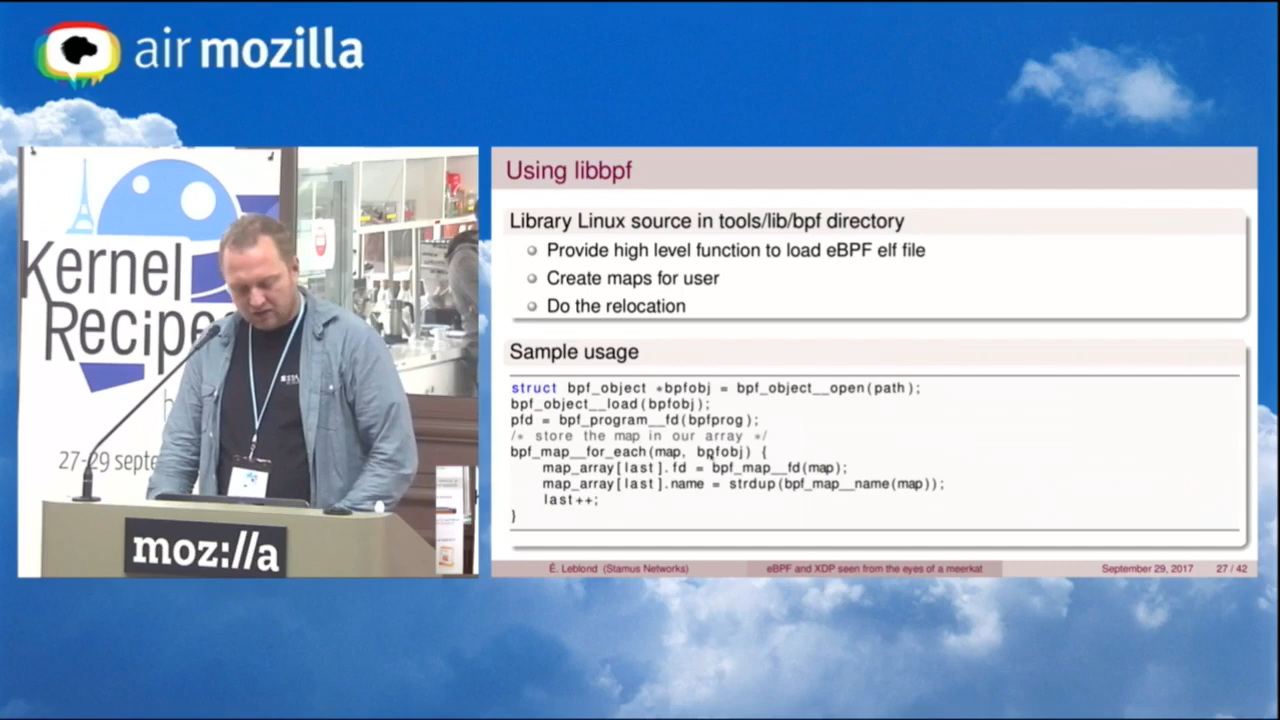 air mozilla
Kernel
Recipe
27-29 septe
moz://a
Using libbpf
Library Linux source in tools/lib/bpf directory
Provide high level function to load eBPF elf file
Create maps for user
Do the relocation
Sample usage
struct bpf_object *bpfobj = bpf_object__open(path);
bpf_object__load(bpfobj);
pfd = bpf_program__fd(bpfprog);
/* store the map in our array */
bpf_map__for_each(map, bpfobj) {
map_array[last].fd = bpf_map__fd(map);
map_array[last].name = strdup(bpf_map__name(map));
last++;
}
É. Leblond (Stamus Networks) eBPF and XDP seen from the eyes of a meerkat September 29, 2017 27 / 42